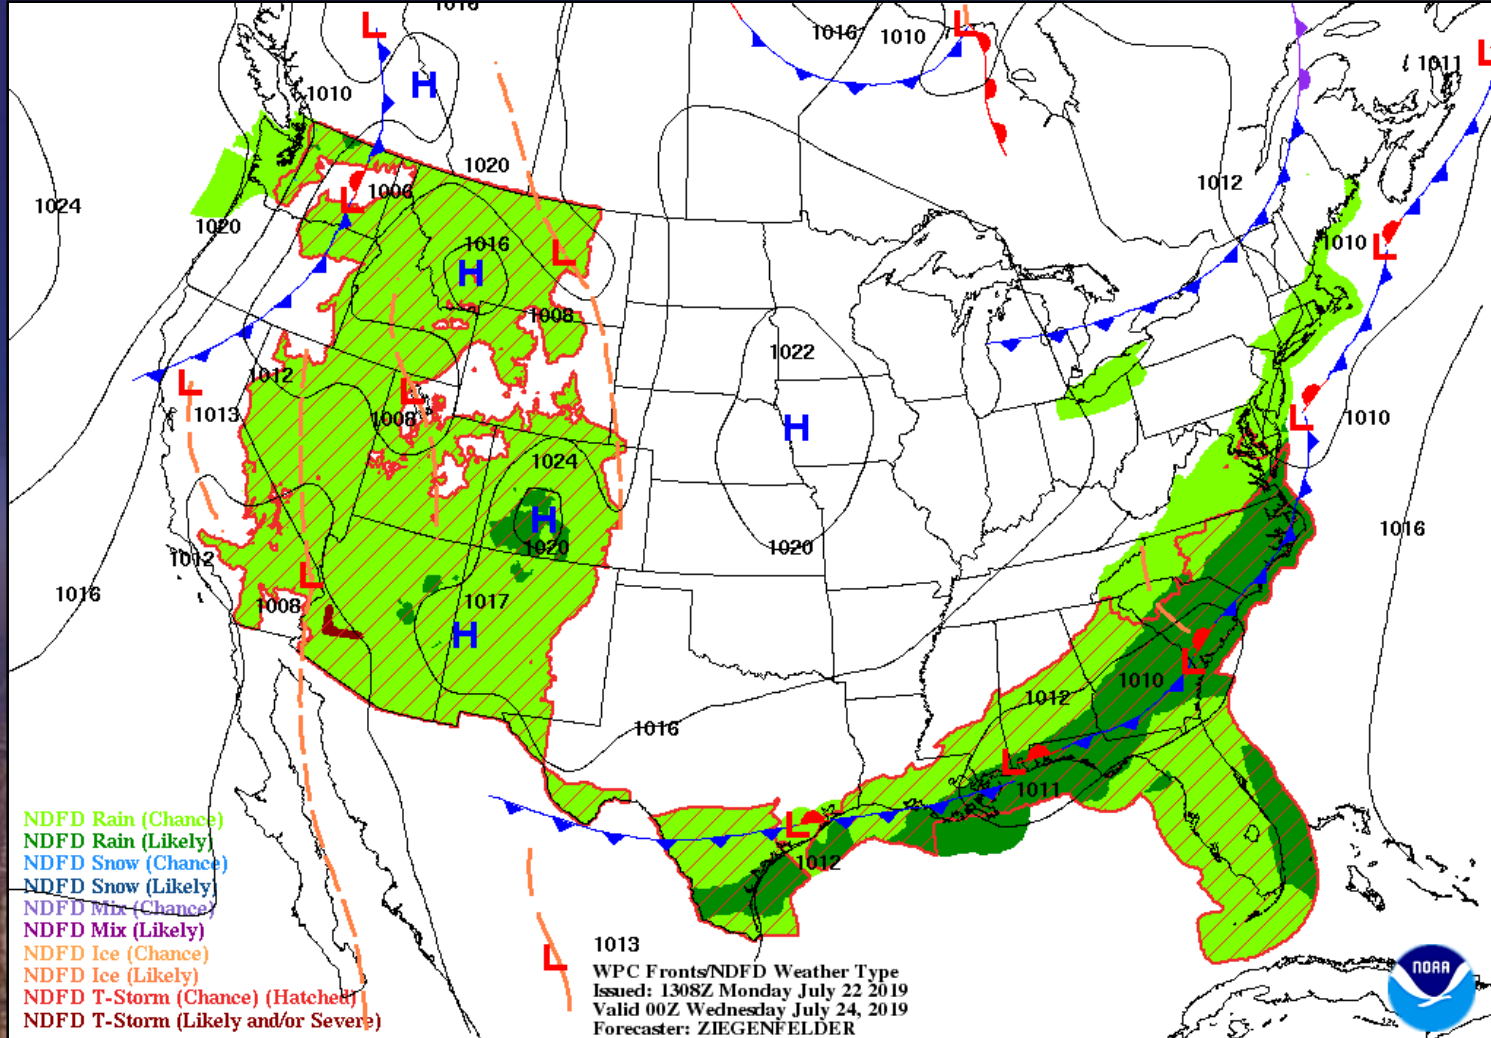 1016
L
1016
1010
L
L
1011
H
1010
1020
1006
L
1012
1024
1020
1016
H
L
1010
L
1008
1022
1012
L
1013
L
1008
H
L
1010
1024
H
1020
1020
1016
1012
L
1008
1016
1017
H
L
1010
1012
1016
L
1011
L
1012
NDFD Rain (Chance)
NDFD Rain (Likely)
NDFD Snow (Chance)
NDFD Snow (Likely)
NDFD Mix (Chance)
NDFD Mix (Likely)
NDFD Ice (Chance)
NDFD Ice (Likely)
NDFD T-Storm (Chance) (Hatched)
NDFD T-Storm (Likely and/or Severe)
L
1013
WPC Fronts/NDFD Weather Type
Issued: 1308Z Monday July 22 2019
Valid 00Z Wednesday July 24, 2019
Forecaster: ZIEGENFELDER
NOAA